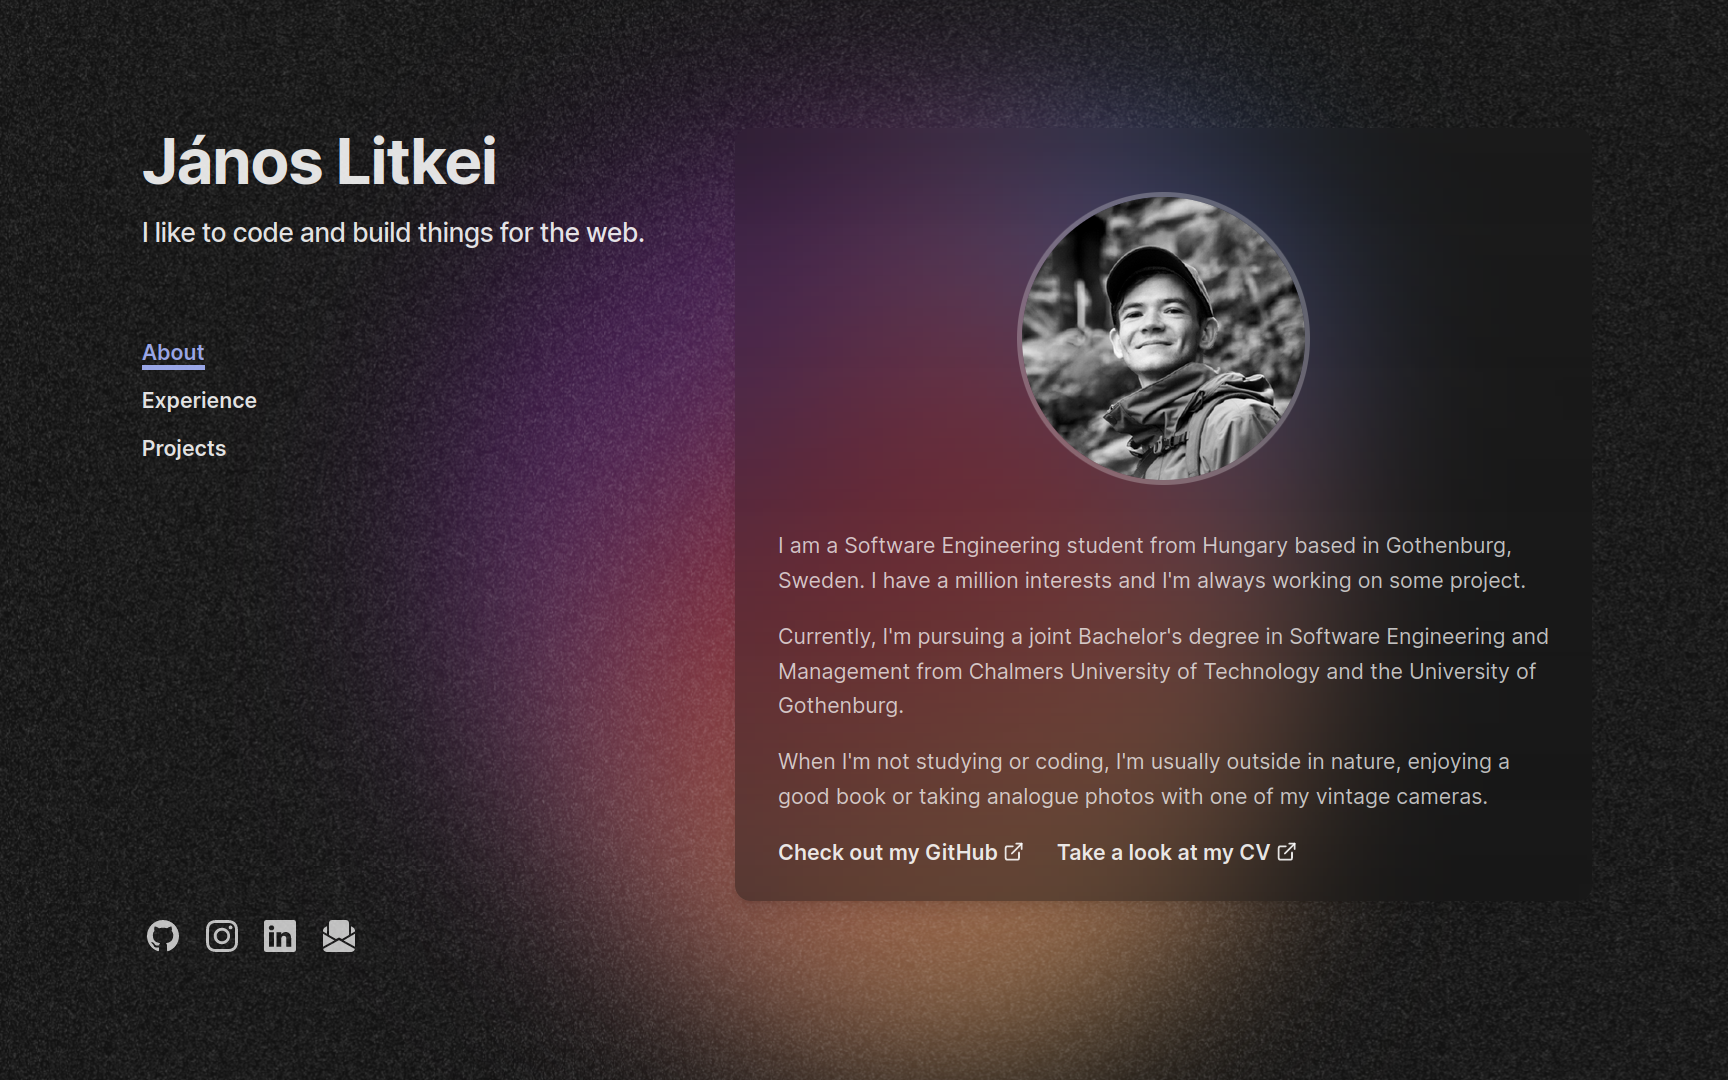 János Litkei
I like to code and build things for the web.
About
Experience
Projects
I am a Software Engineering student from Hungary based in Gothenburg,
Sweden. I have a million interests and I'm always working on some project.
Currently, I'm pursuing a joint Bachelor's degree in Software Engineering and
Management from Chalmers University of Technology and the University of
Gothenburg.
When I'm not studying or coding, I'm usually outside in nature, enjoying a
good book or taking analogue photos with one of my vintage cameras.
Check out my GitHub Take a look at my CV